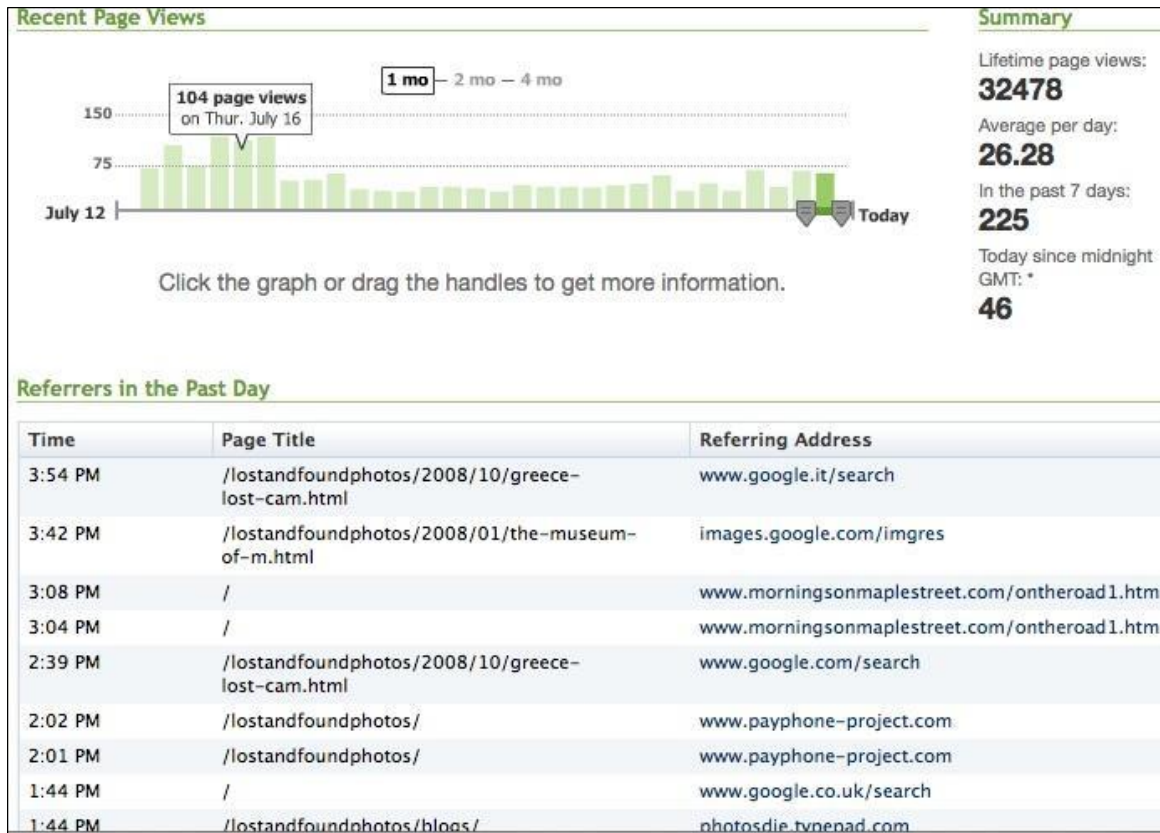 Recent Page Views
1 mo – 2 mo – 4 mo
104 page views
on Thur. July 16
150
75
July 12
Today
Click the graph or drag the handles to get more information.
Summary
Lifetime page views:
32478
Average per day:
26.28
In the past 7 days:
225
Today since midnight
GMT: *
46
Referrers in the Past Day
Time Page Title Referring Address
3:54 PM /lostandfoundphotos/2008/10/greece- www.google.it/search
lost-cam.html
3:42 PM /lostandfoundphotos/2008/01/the-museum- images.google.com/imgres
of-m.html
3:08 PM / www.morningsonmaplestreet.com/ontheroad1.htm
3:04 PM / www.morningsonmaplestreet.com/ontheroad1.htm
2:39 PM /lostandfoundphotos/2008/10/greece- www.google.com/search
lost-cam.html
2:02 PM /lostandfoundphotos/ www.payphone-project.com
2:01 PM /lostandfoundphotos/ www.payphone-project.com
1:44 PM / www.google.co.uk/search
1:44 PM /lostandfoundphotos/blogs/ photosdie.typepad.com